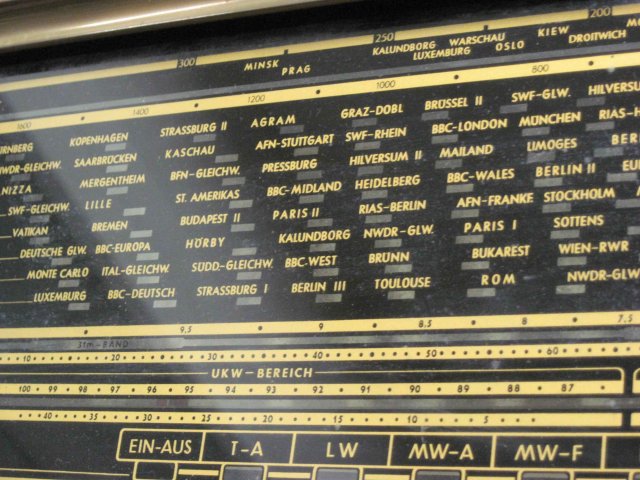 300 250 200
MINSK PRAG KALUNDBORG LUXEMBURG WARSCHAU OSLO KIEW DROITWICH
1600 1400 1200 1000 800
KOPENHAGEN STRASSBURG II AGRAM GRAZ-DOBL BRÜSSEL II SWF-GLW. HILVERSU
NWDR-GLEICHW. SAARBRÜCKEN KASCHAU AFN-STUTTGART SWF-RHEIN BBC-LONDON MÜNCHEN RIAS-
NIZZA MERGENTHEIM BFN-GLEICHW. PRESSBURG HILVERSUM II MAILAND LIMOGES BER
SWF-GLEICHW. LILLE ST. AMERIKAS BBC-MIDLAND HEIDELBERG BBC-WALES BERLIN II
VATIKAN BREMEN BUDAPEST II PARIS II RIAS-BERLIN AFN-FRANKF. STOCKHOLM
DEUTSCHE GLW. BBC-EUROPA HÖRBY KALUNDBORG NWDR-GLW. PARIS I SOTTENS
MONTE CARLO ITAL-GLEICHW. SÜDD.-GLEICHW. BBC-WEST BRÜNN BUKAREST WIEN-RWR
LUXEMBURG BBC-DEUTSCH STRASSBURG I BERLIN III TOULOUSE ROM NWDR-GLW.
9,5 9 8,5 8 7,5
31m-BAND
10 20 30 40 50 60
UKW-BEREICH
100 99 98 97 96 95 94 93 92 91 90 89 88 87
40 35 30 25 20 15 10 5
EIN-AUS T-A LW MW-A MW-F